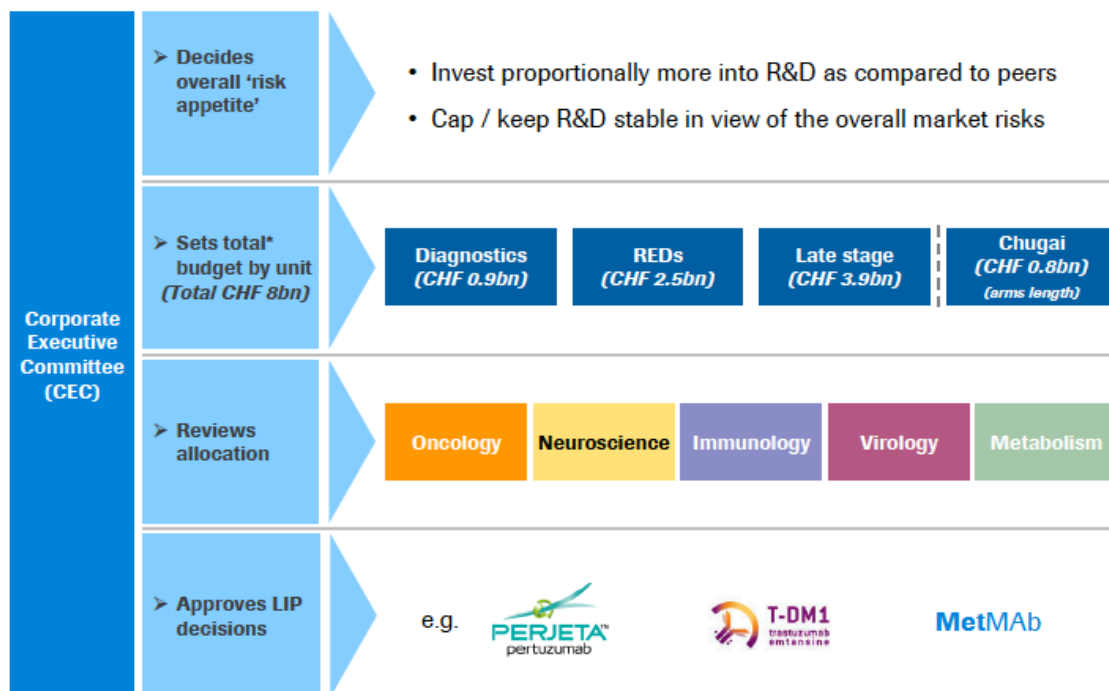 Corporate
Executive
Committee
(CEC)
➢ Decides
overall ‘risk
appetite’
• Invest proportionally more into R&D as compared to peers
• Cap / keep R&D stable in view of the overall market risks
➢ Sets total*
budget by unit
(Total CHF 8bn)
Diagnostics
(CHF 0.9bn)
REDs
(CHF 2.5bn)
Late stage
(CHF 3.9bn)
Chugai
(CHF 0.8bn)
(arms length)
➢ Reviews
allocation
Oncology
Neuroscience
Immunology
Virology
Metabolism
➢ Approves LIP
decisions
e.g.
PERJETA™
pertuzumab
T-DM1
trastuzumab
emtansine
MetMAb